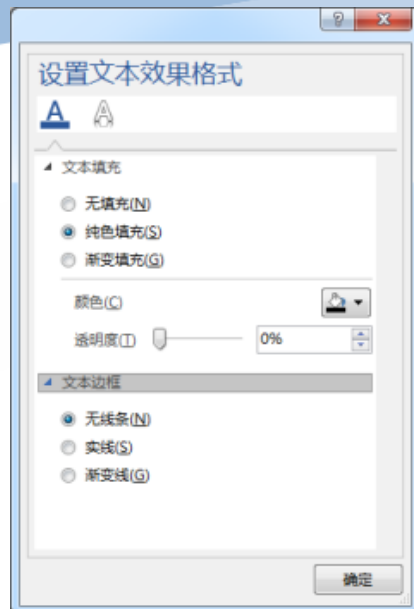 设置文本效果格式
A A
文本填充
无填充(N)
纯色填充(S)
渐变填充(G)
颜色(C)
透明度(T) 0%
文本边框
无线条(N)
实线(S)
渐变线(G)
确定